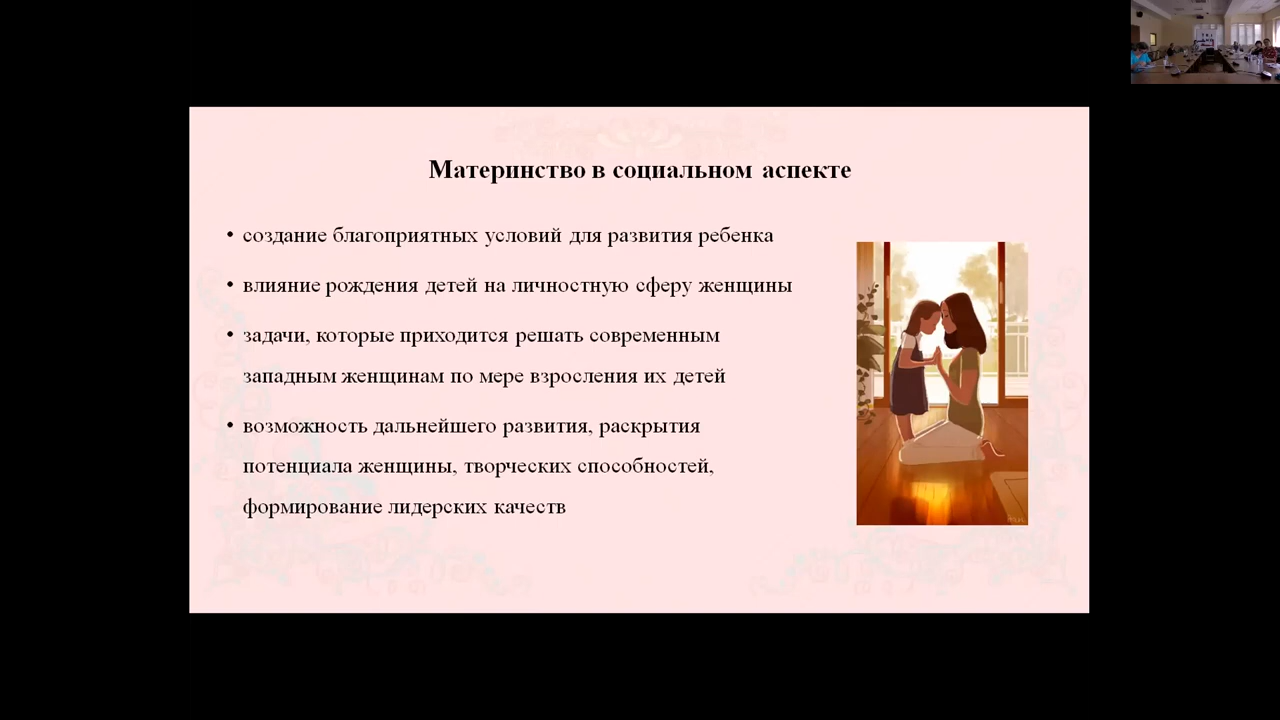 Материнство в социальном аспекте
• создание благоприятных условий для развития ребенка
• влияние рождения детей на личностную сферу женщины
• задачи, которые приходится решать современным
западным женщинам по мере взросления их детей
• возможность дальнейшего развития, раскрытия
потенциала женщины, творческих способностей,
формирование лидерских качеств